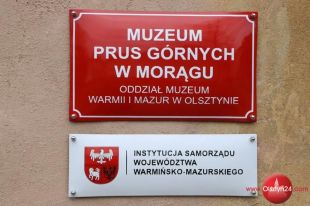 MUZEUM
PRUS GÓRNYCH
W MORĄGU
ODDZIAŁ MUZEUM
WARMII I MAZUR W OLSZTYNIE
INSTYTUCJA SAMORZĄDU
WOJEWÓDZTWA
WARMIŃSKO-MAZURSKIEGO
www.Olsztyn24.com